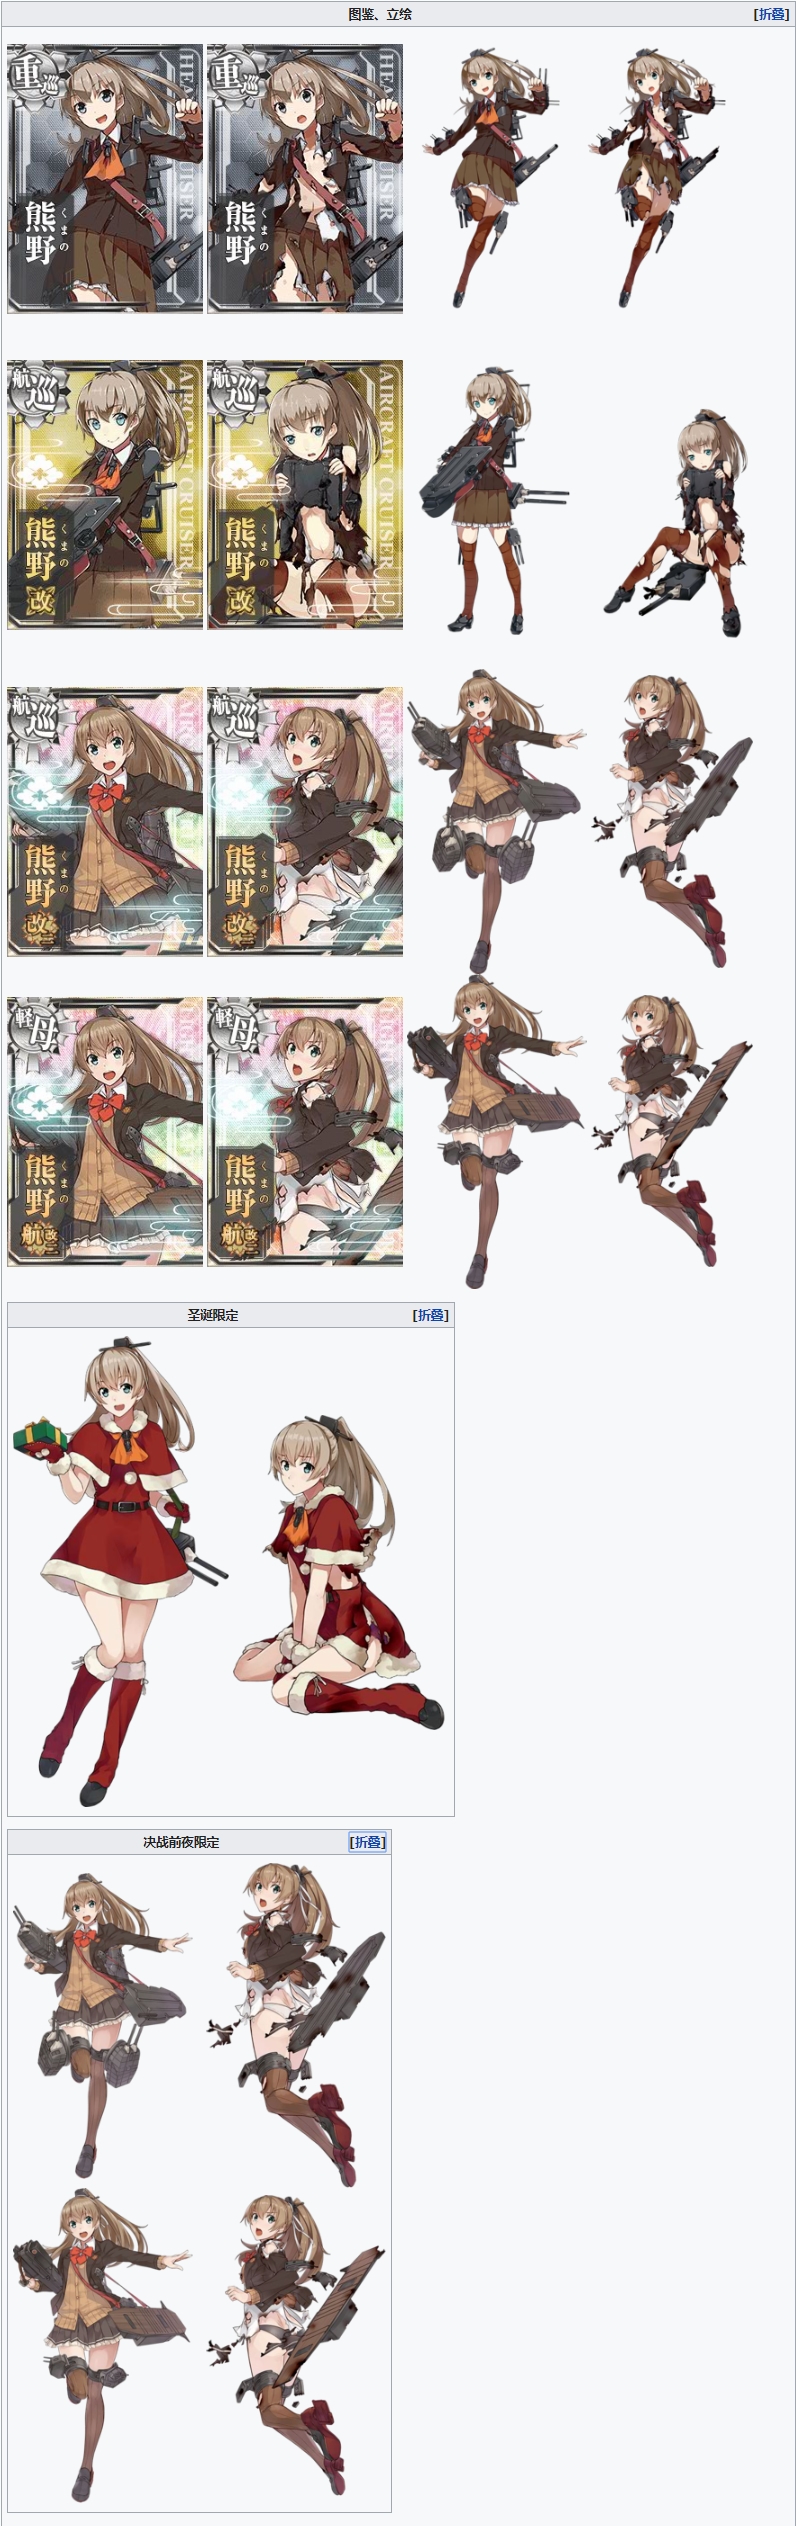 图鉴、立绘 [折叠]
重巡 HEAVY CRUISER 熊野 くまの
重巡 HEAVY CRUISER 熊野 くまの
航巡 AIRCRAFT CRUISER 熊野 くまの 改
航巡 AIRCRAFT CRUISER 熊野 くまの 改
航巡 熊野 くまの 改二
航巡 熊野 くまの 改二
軽母 熊野 くまの 航改二
軽母 熊野 くまの 航改二
圣诞限定 [折叠]
决战前夜限定 [折叠]